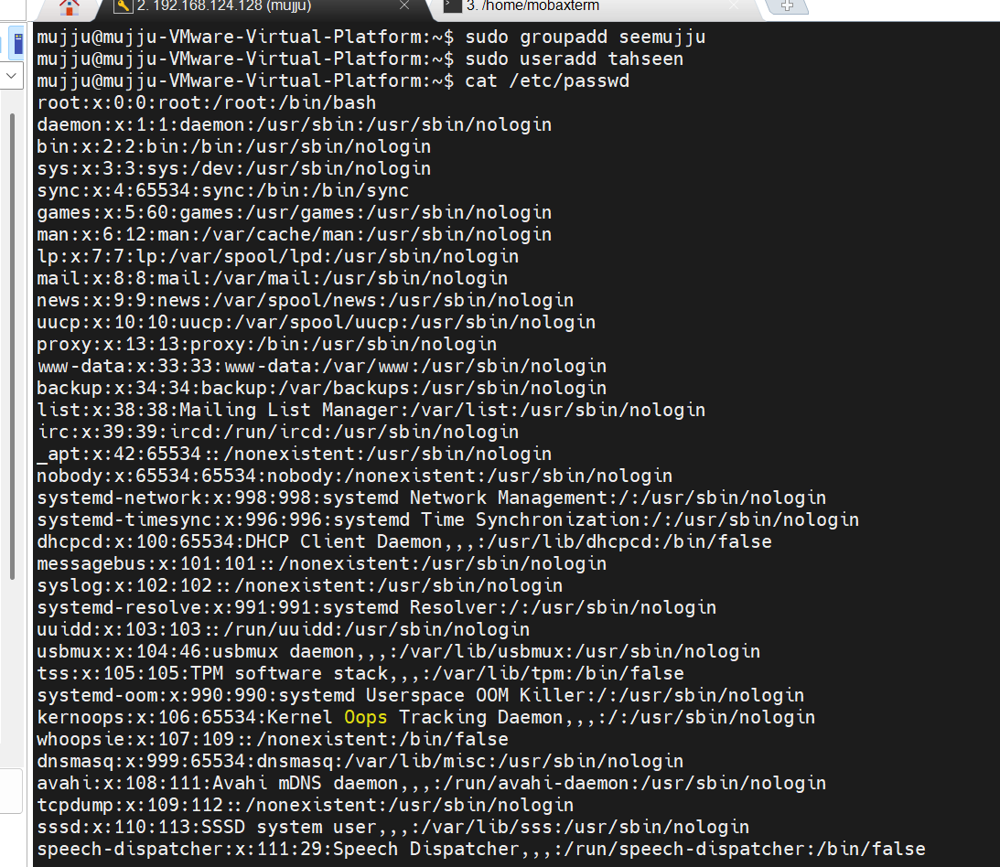 2. 192.168.124.128 (mujju)
3. /home/mobaxterm
mujju@mujju-VMware-Virtual-Platform:~$ sudo groupadd seemujju
mujju@mujju-VMware-Virtual-Platform:~$ sudo useradd tahseen
mujju@mujju-VMware-Virtual-Platform:~$ cat /etc/passwd
root:x:0:0:root:/root:/bin/bash
daemon:x:1:1:daemon:/usr/sbin:/usr/sbin/nologin
bin:x:2:2:bin:/bin:/usr/sbin/nologin
sys:x:3:3:sys:/dev:/usr/sbin/nologin
sync:x:4:65534:sync:/bin:/bin/sync
games:x:5:60:games:/usr/games:/usr/sbin/nologin
man:x:6:12:man:/var/cache/man:/usr/sbin/nologin
lp:x:7:7:lp:/var/spool/lpd:/usr/sbin/nologin
mail:x:8:8:mail:/var/mail:/usr/sbin/nologin
news:x:9:9:news:/var/spool/news:/usr/sbin/nologin
uucp:x:10:10:uucp:/var/spool/uucp:/usr/sbin/nologin
proxy:x:13:13:proxy:/bin:/usr/sbin/nologin
www-data:x:33:33:www-data:/var/www:/usr/sbin/nologin
backup:x:34:34:backup:/var/backups:/usr/sbin/nologin
list:x:38:38:Mailing List Manager:/var/list:/usr/sbin/nologin
irc:x:39:39:ircd:/run/ircd:/usr/sbin/nologin
_apt:x:42:65534::/nonexistent:/usr/sbin/nologin
nobody:x:65534:65534:nobody:/nonexistent:/usr/sbin/nologin
systemd-network:x:998:998:systemd Network Management:/:/usr/sbin/nologin
systemd-timesync:x:996:996:systemd Time Synchronization:/:/usr/sbin/nologin
dhcpcd:x:100:65534:DHCP Client Daemon,,,:/usr/lib/dhcpcd:/bin/false
messagebus:x:101:101::/nonexistent:/usr/sbin/nologin
syslog:x:102:102::/nonexistent:/usr/sbin/nologin
systemd-resolve:x:991:991:systemd Resolver:/:/usr/sbin/nologin
uuidd:x:103:103::/run/uuidd:/usr/sbin/nologin
usbmux:x:104:46:usbmux daemon,,,:/var/lib/usbmux:/usr/sbin/nologin
tss:x:105:105:TPM software stack,,,:/var/lib/tpm:/bin/false
systemd-oom:x:990:990:systemd Userspace OOM Killer:/:/usr/sbin/nologin
kernoops:x:106:65534:Kernel Oops Tracking Daemon,,,:/:/usr/sbin/nologin
whoopsie:x:107:109::/nonexistent:/bin/false
dnsmasq:x:999:65534:dnsmasq:/var/lib/misc:/usr/sbin/nologin
avahi:x:108:111:Avahi mDNS daemon,,,:/run/avahi-daemon:/usr/sbin/nologin
tcpdump:x:109:112::/nonexistent:/usr/sbin/nologin
sssd:x:110:113:SSSD system user,,,:/var/lib/sss:/usr/sbin/nologin
speech-dispatcher:x:111:29:Speech Dispatcher,,,:/run/speech-dispatcher:/bin/false